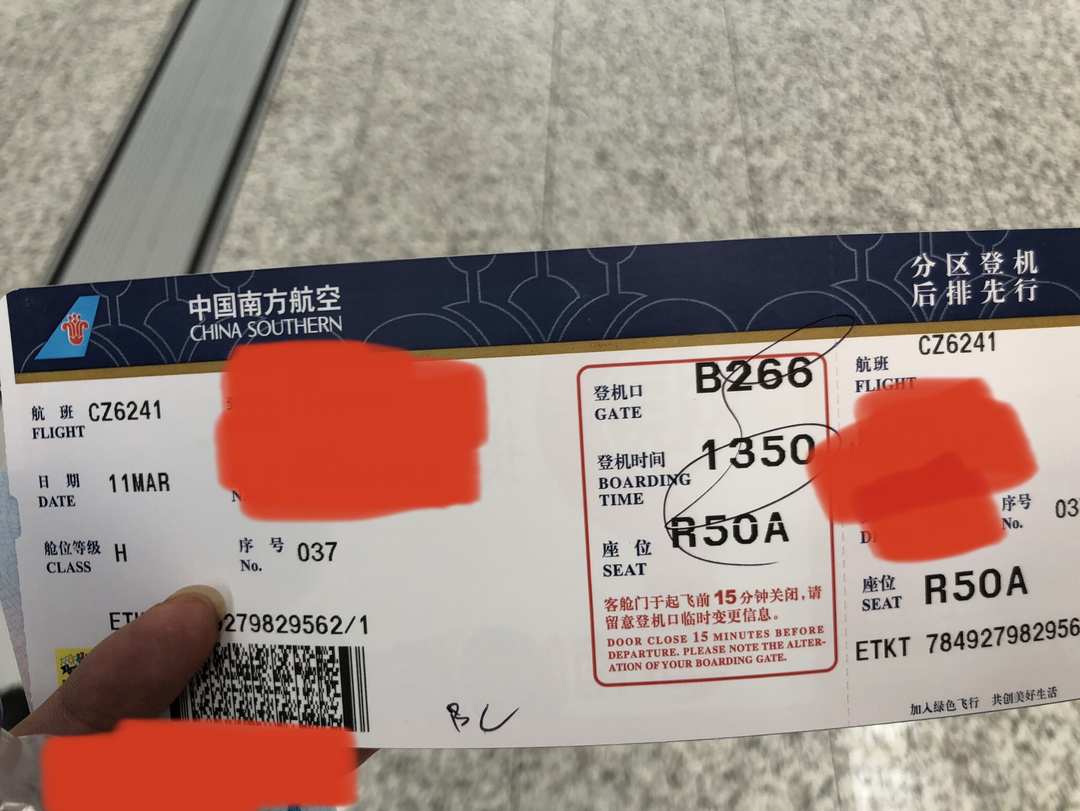 中国南方航空
CHINA SOUTHERN
分区登机
后排先行
航班 CZ6241
FLIGHT
日期 11MAR
DATE
舱位等级 H
CLASS
序号 037
No.
279829562/1
登机口 B266
GATE
登机时间 1350
BOARDING
TIME
座位 R50A
SEAT
客舱门于起飞前15分钟关闭,请
留意登机口临时变更信息。
DOOR CLOSE 15 MINUTES BEFORE
DEPARTURE. PLEASE NOTE THE ALTER-
ATION OF YOUR BOARDING GATE.
航班 CZ6241
FLIGHT
序号 03
No.
座位 R50A
SEAT
ETKT 784927982956
加入绿色飞行 共创美好生活